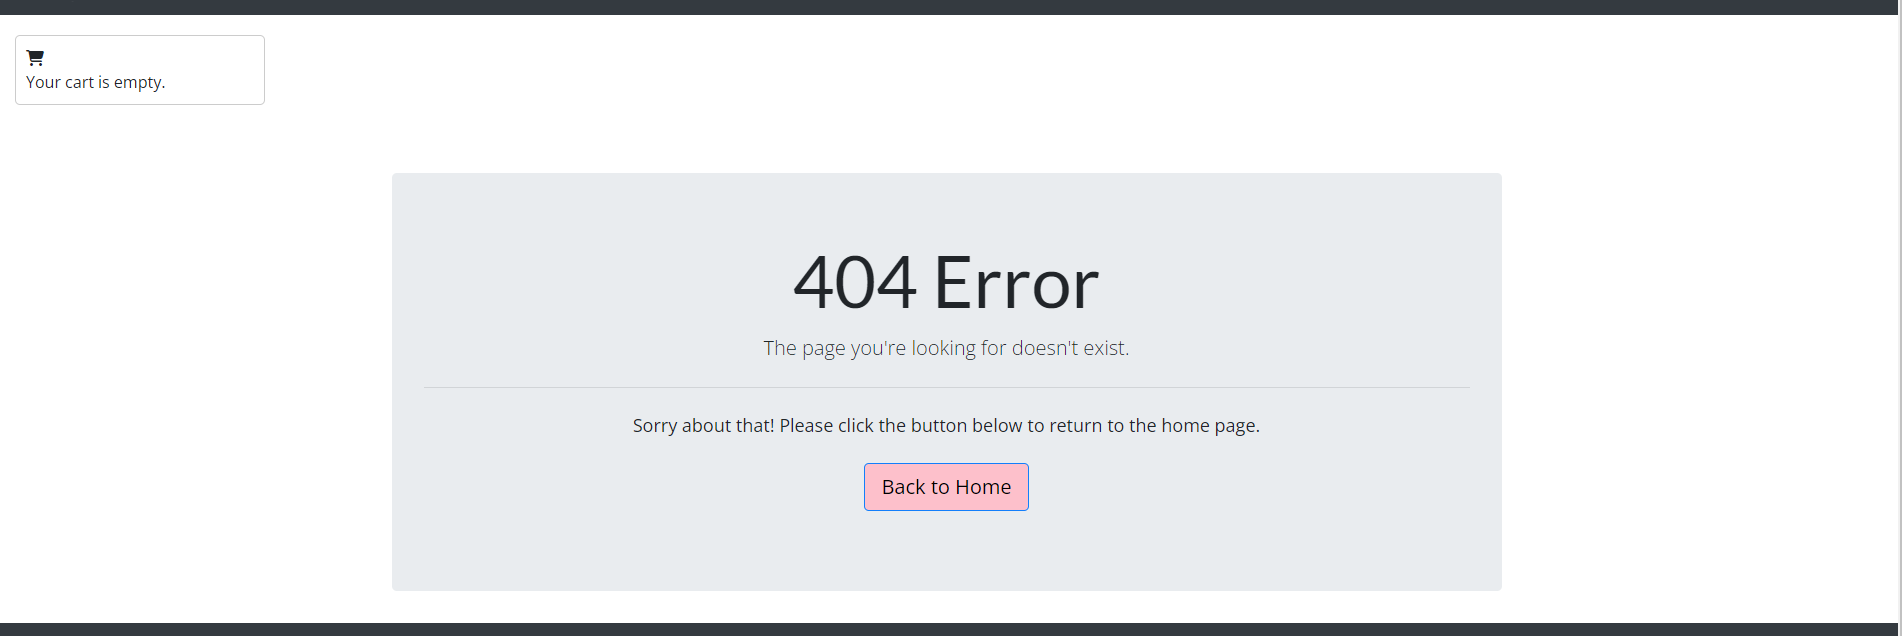 Your cart is empty.
404 Error
The page you're looking for doesn't exist.
Sorry about that! Please click the button below to return to the home page.
Back to Home